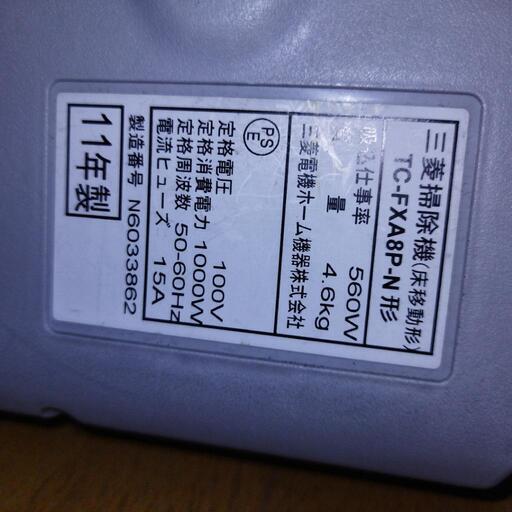 三菱掃除機(床移動形)
TC-FXA8P-N形
吸込仕事率 560W
質量 4.6kg
三菱電機ホーム機器株式会社
PSE
定格電圧 100V
定格消費電力 1000W
定格周波数 50-60Hz
電流ヒューズ 15A
11年製
製造番号 N6033862